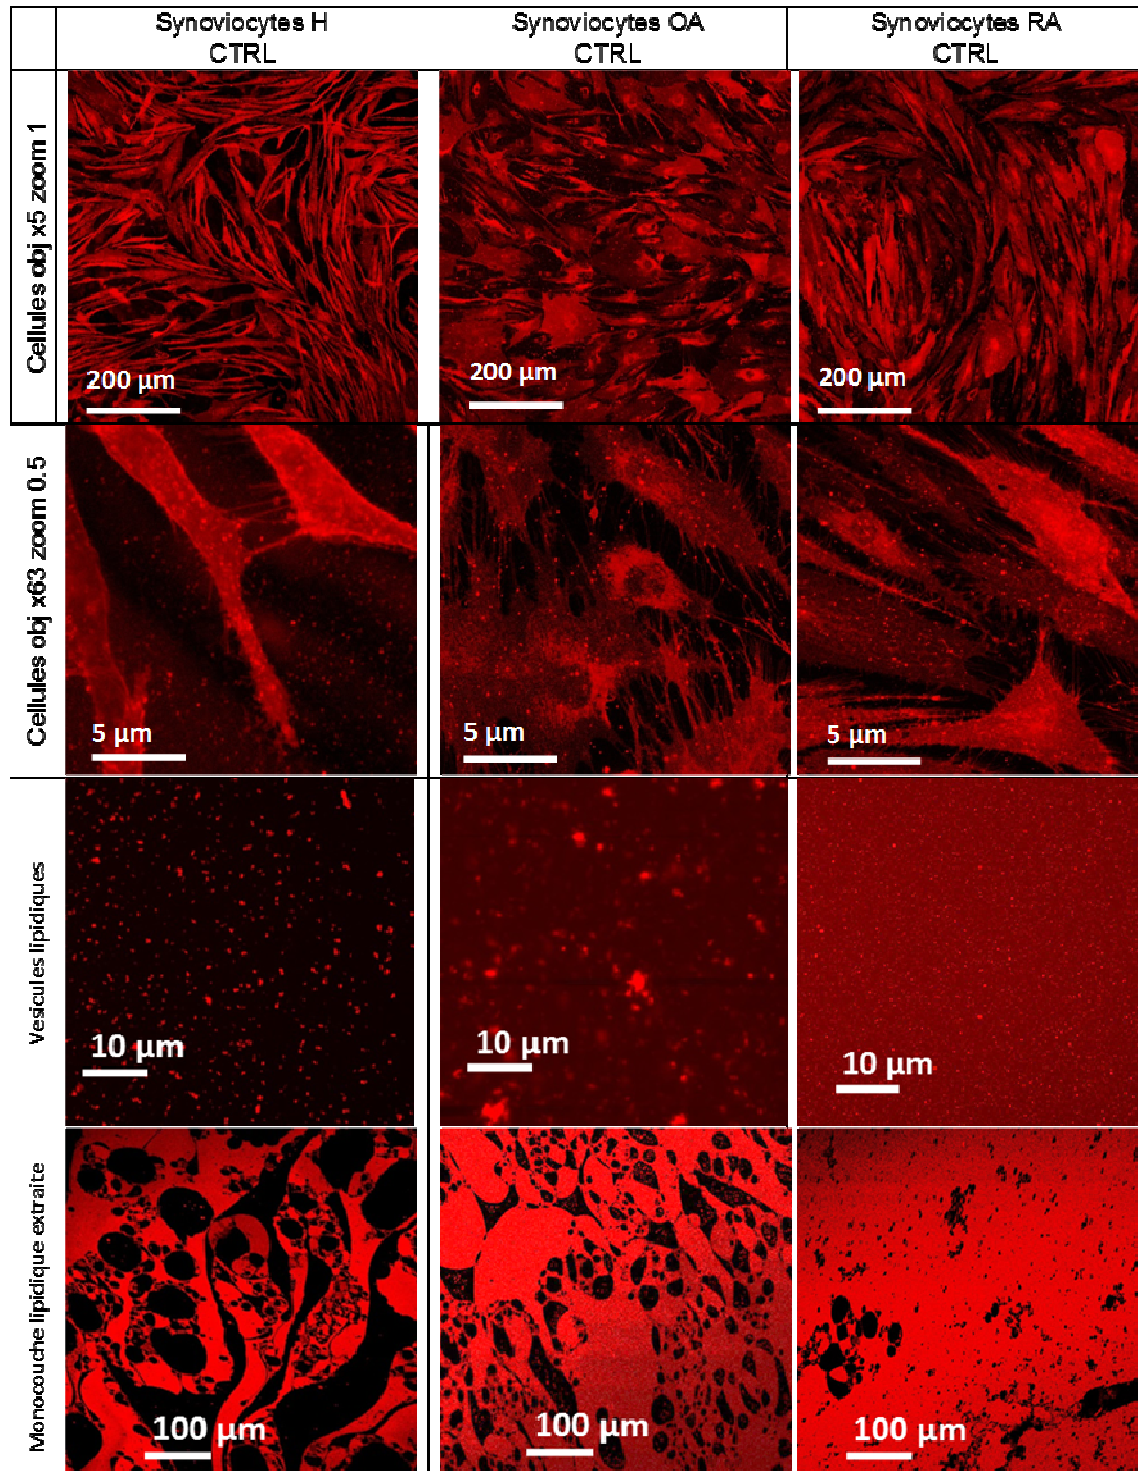 Synoviocytes H
CTRL
Synoviocytes OA
CTRL
Synoviocytes RA
CTRL
Cellules obj x5 zoom 1
200 µm
200 µm
200 µm
Cellules obj x63 zoom 0.5
5 µm
5 µm
5 µm
Vesicules lipidiques
10 µm
10 µm
10 µm
Monocouche lipidique extraite
100 µm
100 µm
100 µm